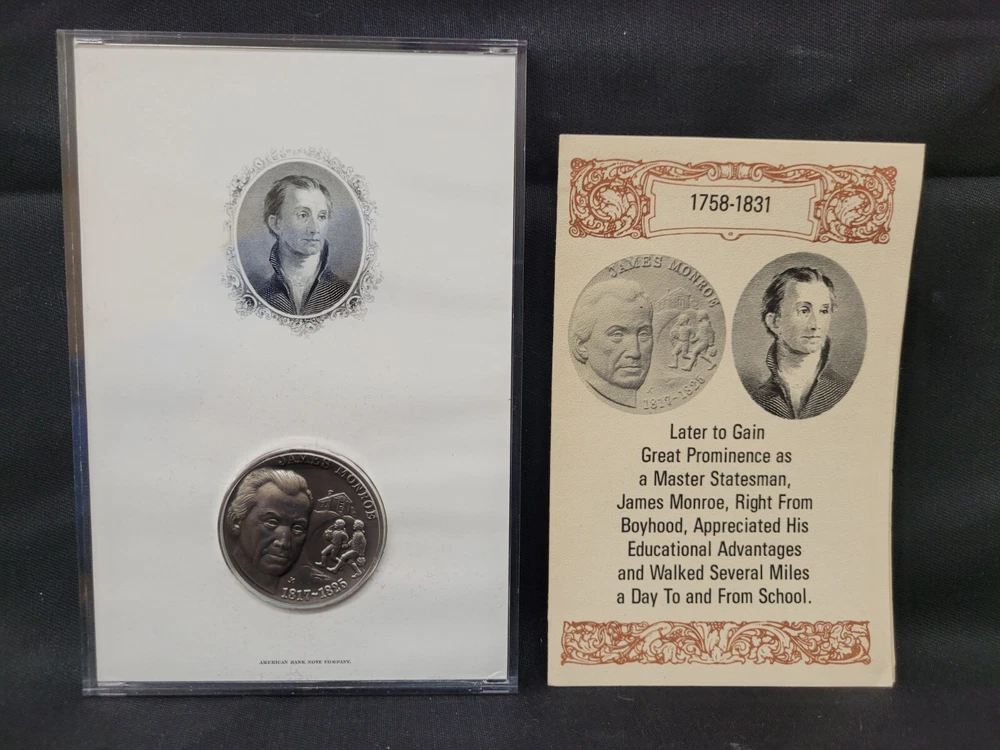 JAMES MONROE
1817-1825
AMERICAN BANK NOTE COMPANY.
1758-1831
JAMES MONROE
1817-1825
Later to Gain
Great Prominence as
a Master Statesman,
James Monroe, Right From
Boyhood, Appreciated His
Educational Advantages
and Walked Several Miles
a Day To and From School.